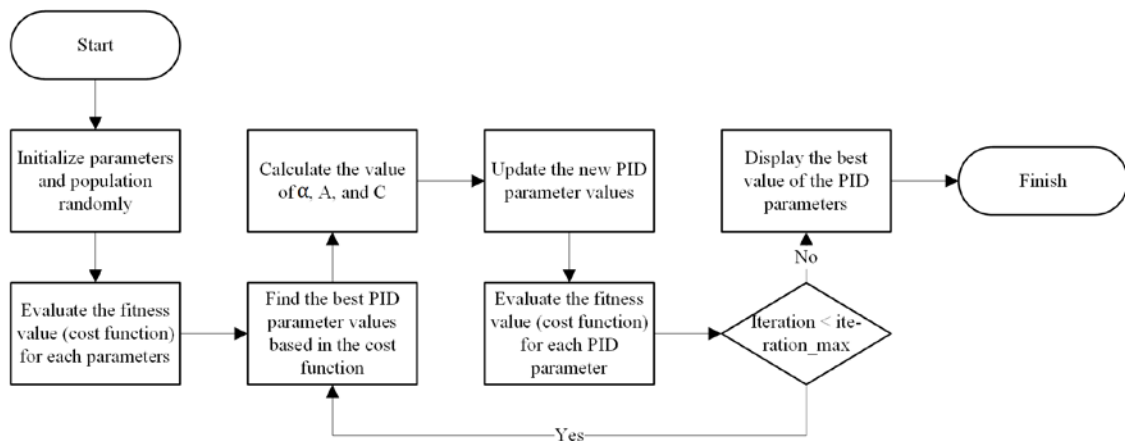 Start
Initialize parameters
and population
randomly
Evaluate the fitness
value (cost function)
for each parameters
Find the best PID
parameter values
based in the cost
function
Calculate the value
of α, A, and C
Update the new PID
parameter values
Evaluate the fitness
value (cost function)
for each PID
parameter
Iteration < ite-
ration_max
Yes
No
Display the best
value of the PID
parameters
Finish